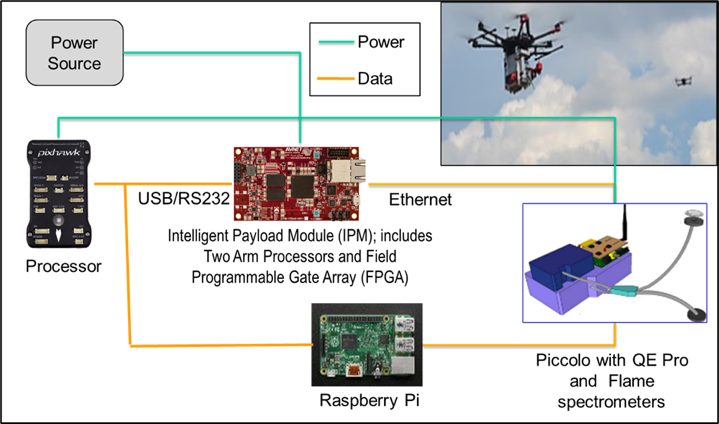 Power
Source
Power
Data
pixhawk
AVNET
USB/RS232
Ethernet
Intelligent Payload Module (IPM); includes
Two Arm Processors and Field
Programmable Gate Array (FPGA)
Processor
Raspberry Pi
Piccolo with QE Pro
and Flame
spectrometers